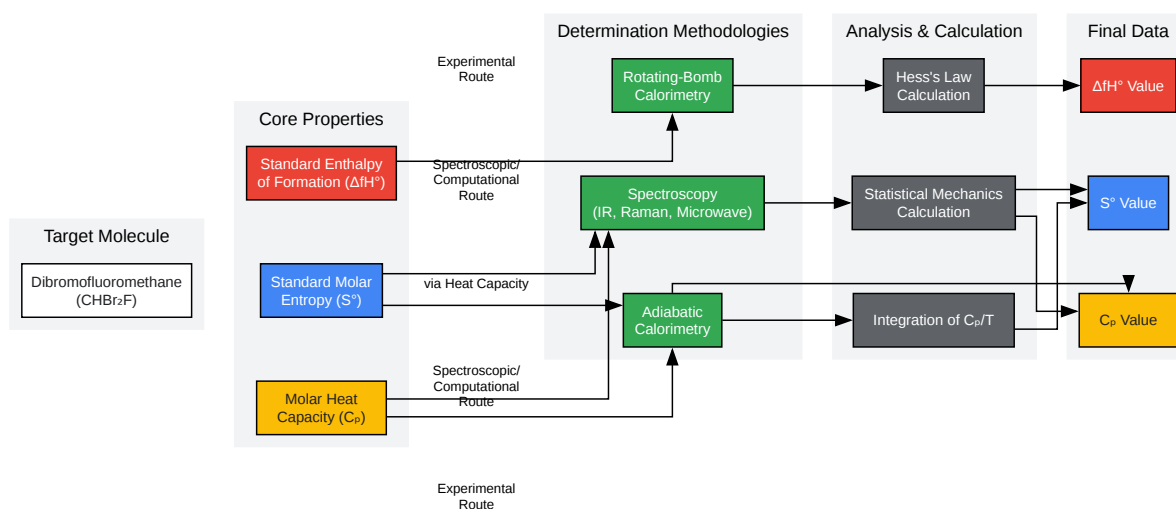 Target Molecule
Dibromofluoromethane
(CHBr₂F)
Core Properties
Standard Enthalpy
of Formation (ΔfH°)
Standard Molar
Entropy (S°)
Molar Heat
Capacity (Cₚ)
Experimental
Route
Spectroscopic/
Computational
Route
via Heat Capacity
Spectroscopic/
Computational
Route
Experimental
Route
Determination Methodologies
Rotating-Bomb
Calorimetry
Spectroscopy
(IR, Raman, Microwave)
Adiabatic
Calorimetry
Analysis & Calculation
Hess's Law
Calculation
Statistical Mechanics
Calculation
Integration of Cₚ/T
Final Data
ΔfH° Value
S° Value
Cₚ Value